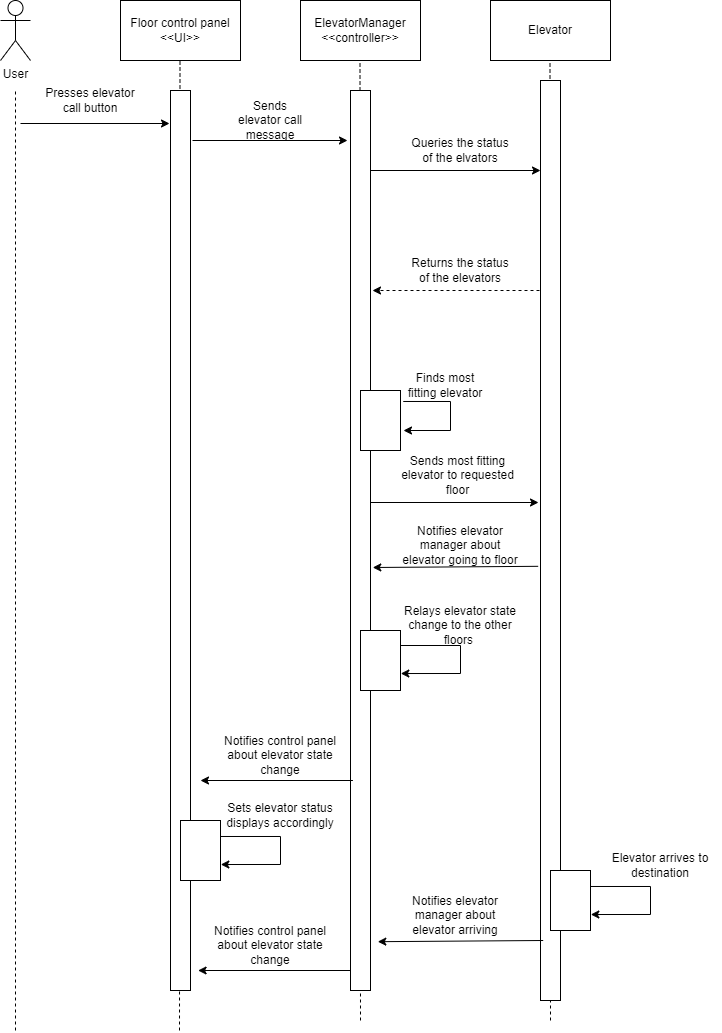 Floor control panel
<<UI>>
ElevatorManager
<<controller>>
Elevator
User
Presses elevator
call button
Sends
elevator call
message
Queries the status
of the elvators
Returns the status
of the elevators
Finds most
fitting elevator
Sends most fitting
elevator to requested
floor
Notifies elevator
manager about
elevator going to floor
Relays elevator state
change to the other
floors
Notifies control panel
about elevator state
change
Sets elevator status
displays accordingly
Elevator arrives to
destination
Notifies elevator
manager about
elevator arriving
Notifies control panel
about elevator state
change